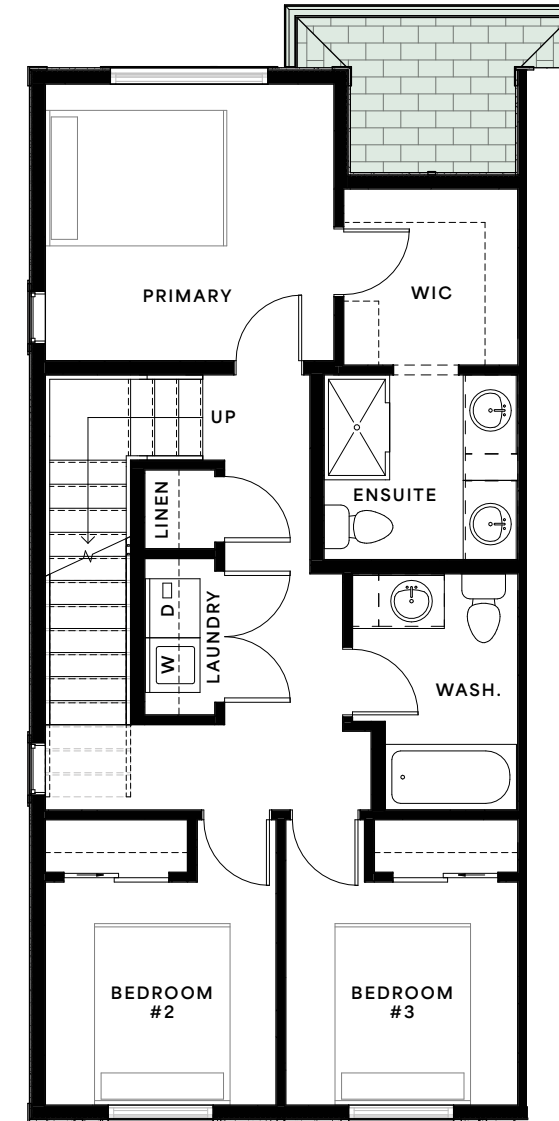 PRIMARY
WIC
UP
LINEN
ENSUITE
D
LAUNDRY
W
WASH.
BEDROOM
#2
BEDROOM
#3